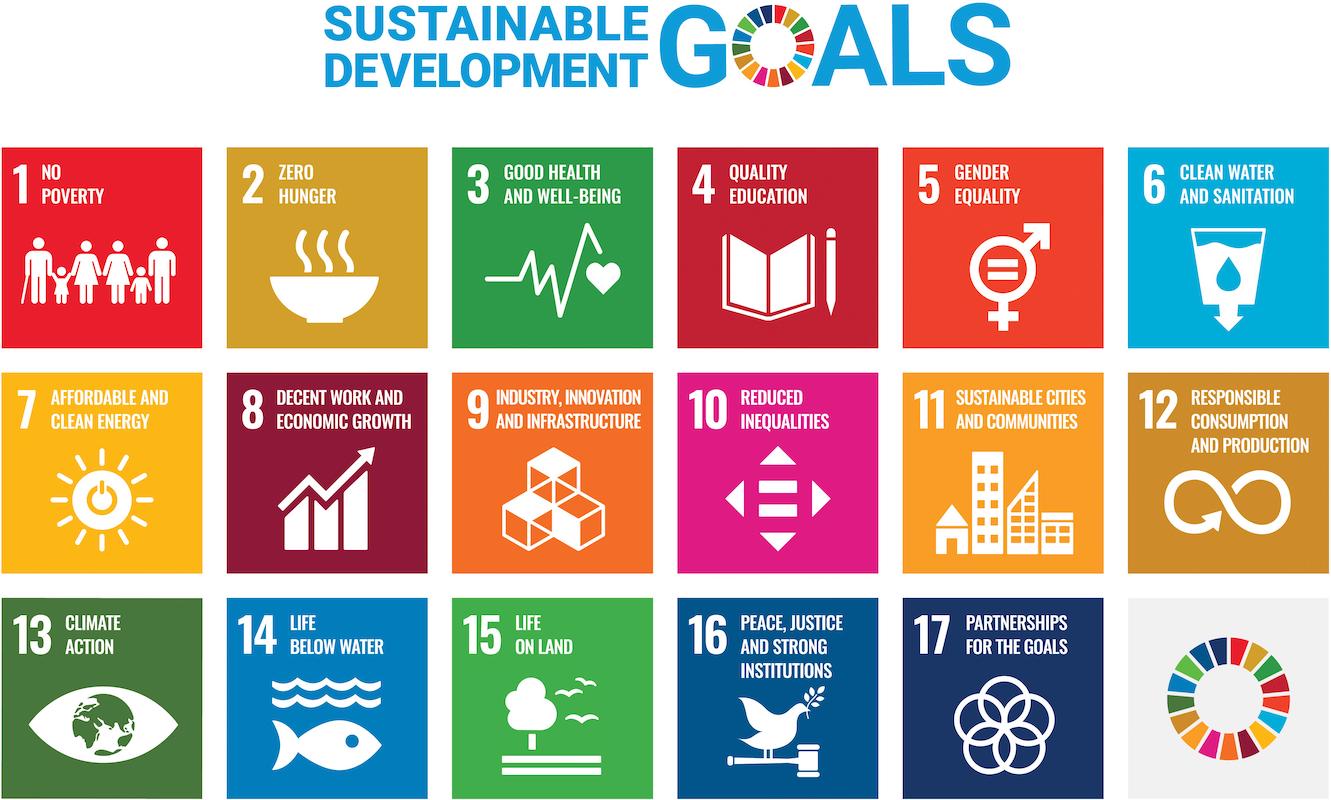 SUSTAINABLE
DEVELOPMENT
GOALS
1 NO
POVERTY
2 ZERO
HUNGER
3 GOOD HEALTH
AND WELL-BEING
4 QUALITY
EDUCATION
5 GENDER
EQUALITY
6 CLEAN WATER
AND SANITATION
7 AFFORDABLE AND
CLEAN ENERGY
8 DECENT WORK AND
ECONOMIC GROWTH
9 INDUSTRY, INNOVATION
AND INFRASTRUCTURE
10 REDUCED
INEQUALITIES
11 SUSTAINABLE CITIES
AND COMMUNITIES
12 RESPONSIBLE
CONSUMPTION
AND PRODUCTION
13 CLIMATE
ACTION
14 LIFE
BELOW WATER
15 LIFE
ON LAND
16 PEACE, JUSTICE
AND STRONG
INSTITUTIONS
17 PARTNERSHIPS
FOR THE GOALS